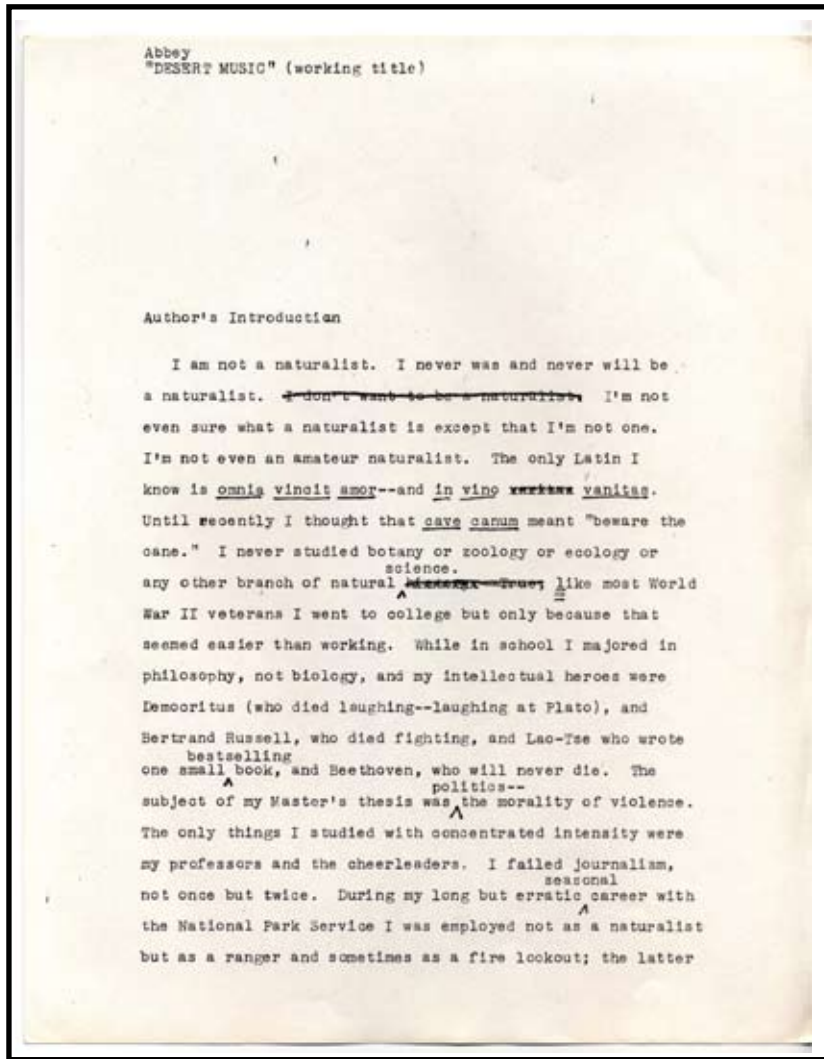 Abbey
"DESERT MUSIC" (working title)
Author's Introduction
I am not a naturalist. I never was and never will be
a naturalist. I don't want to be a naturalist. I'm not
even sure what a naturalist is except that I'm not one.
I'm not even an amateur naturalist. The only Latin I
know is omnia vincit amor--and in vino veritas vanitas.
Until recently I thought that cave canum meant "beware the
cane." I never studied botany or zoology or ecology or
science.
any other branch of natural history. True, like most World
War II veterans I went to college but only because that
seemed easier than working. While in school I majored in
philosophy, not biology, and my intellectual heroes were
Democritus (who died laughing--laughing at Plato), and
Bertrand Russell, who died fighting, and Lao-Tse who wrote
bestselling
one small book, and Beethoven, who will never die. The
politics--
subject of my Master's thesis was the morality of violence.
The only things I studied with concentrated intensity were
my professors and the cheerleaders. I failed journalism,
seasonal
not once but twice. During my long but erratic career with
the National Park Service I was employed not as a naturalist
but as a ranger and sometimes as a fire lookout; the latter